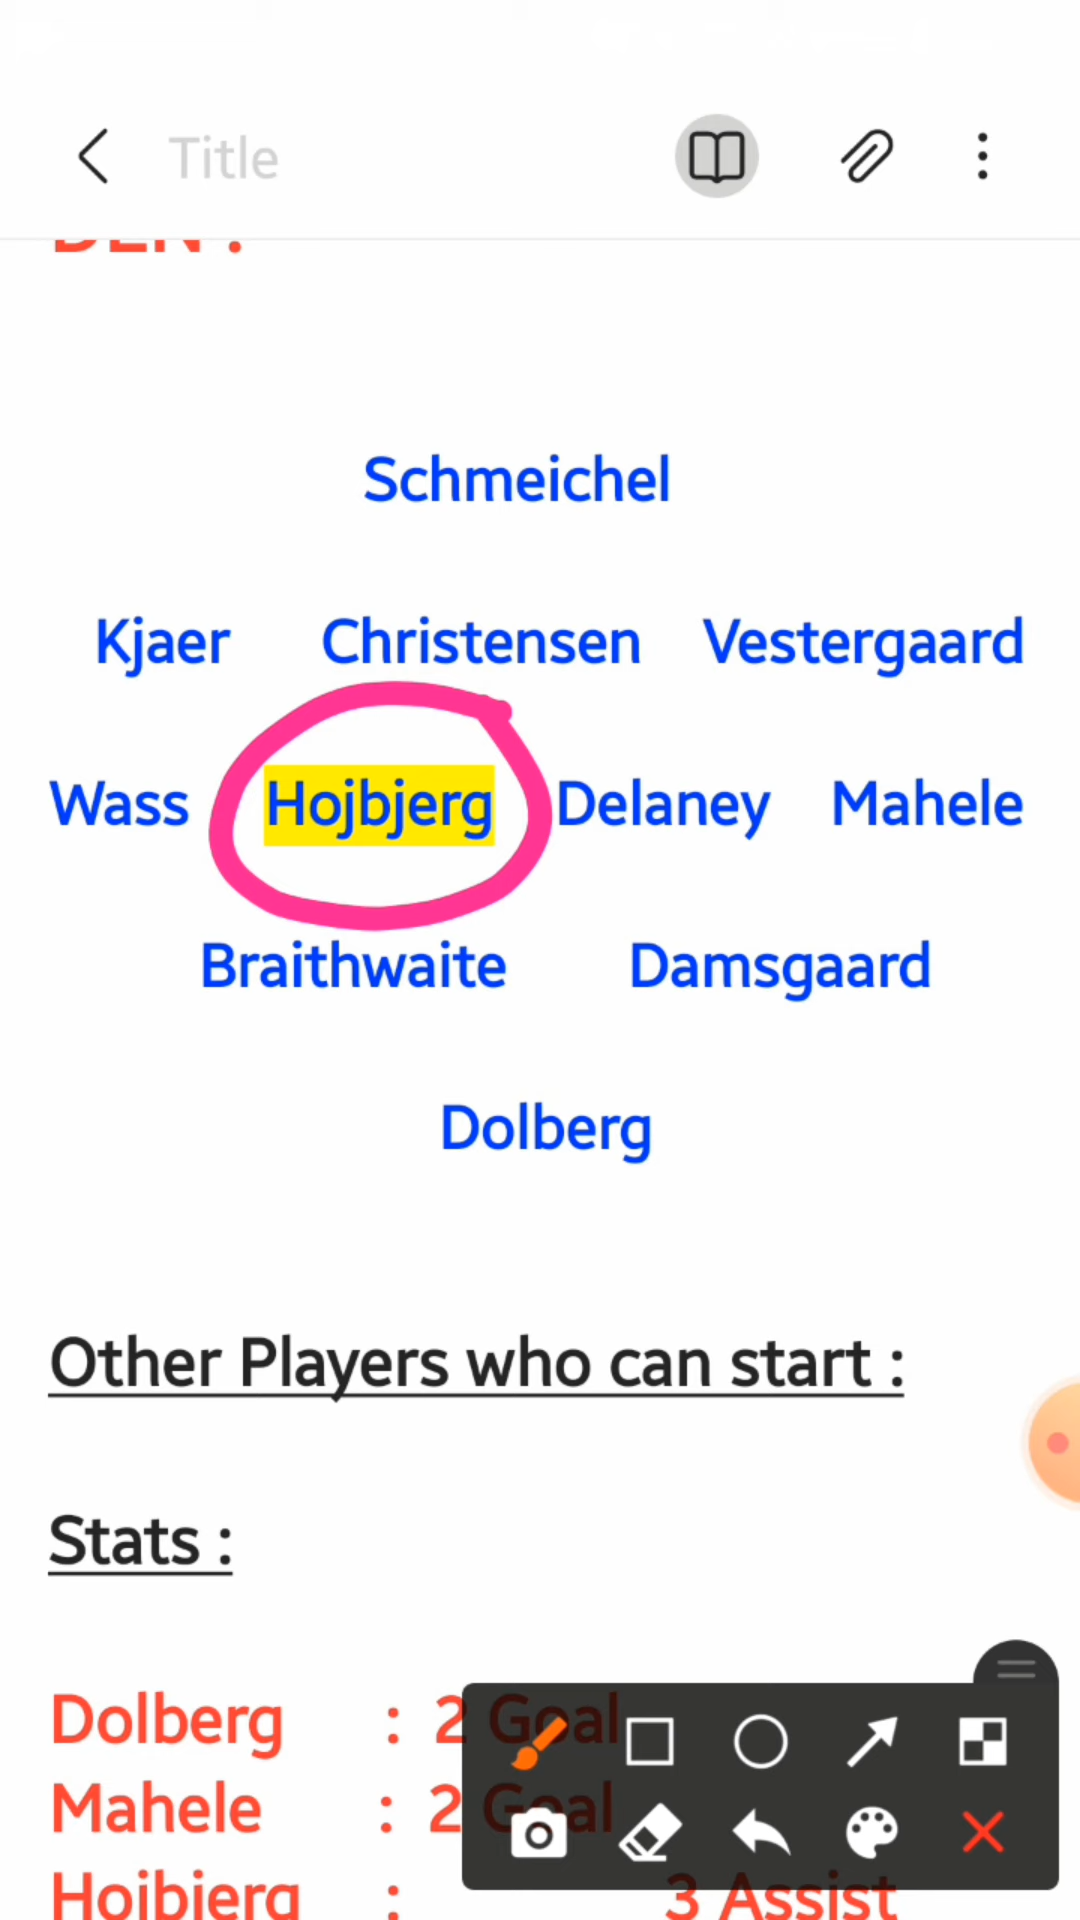 Title
DEN :
Schmeichel
Kjaer Christensen Vestergaard
Wass Hojbjerg Delaney Mahele
Braithwaite Damsgaard
Dolberg
Other Players who can start :
Stats :
Dolberg : 2 Goal
Mahele : 2 Goal
Hojbjerg : 3 Assist